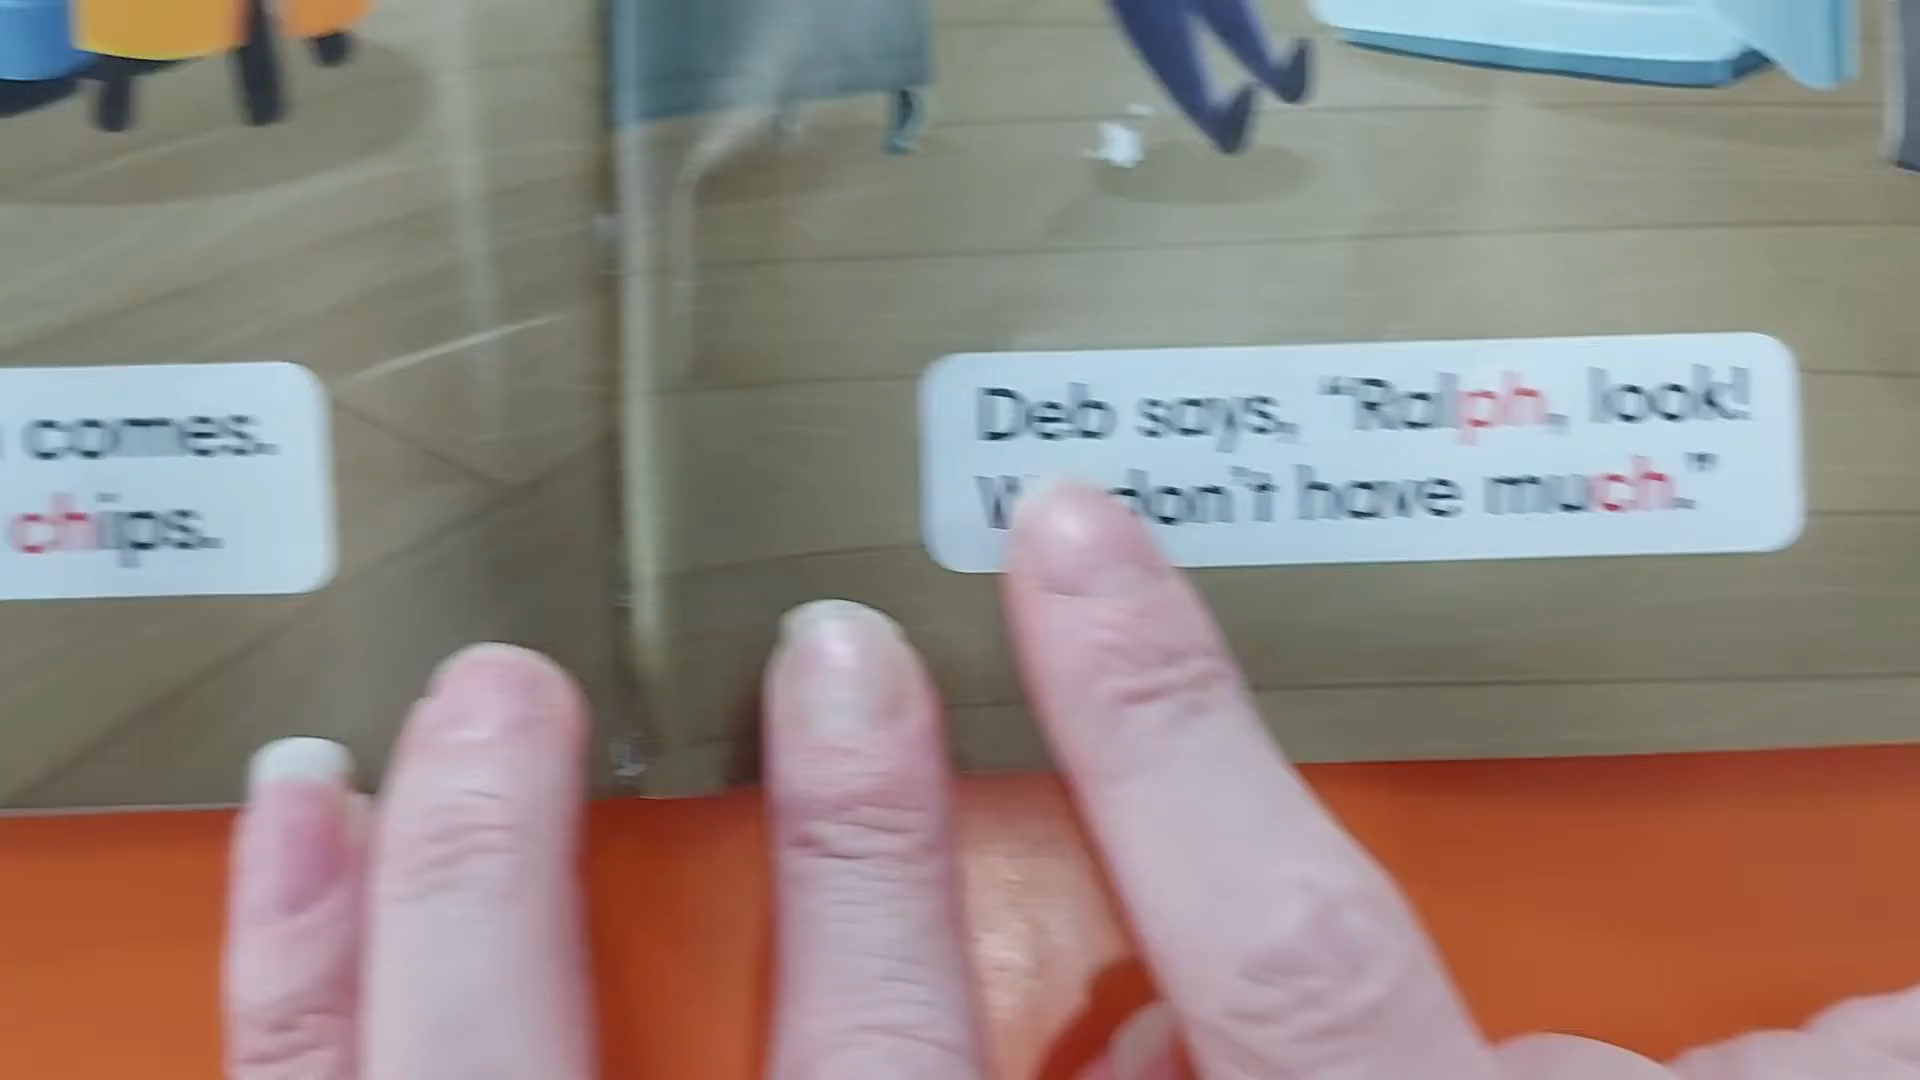 comes.
chips.
Deb says, “Ralph, look!
don't have much.”